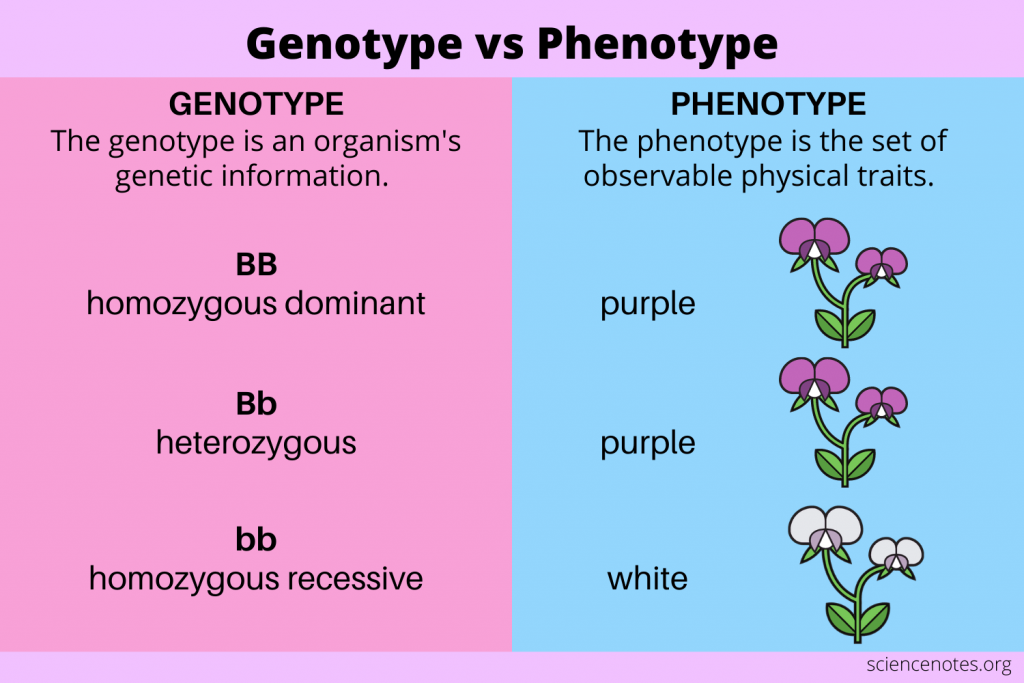 Genotype vs Phenotype
GENOTYPE
The genotype is an organism's
genetic information.
BB
homozygous dominant
Bb
heterozygous
bb
homozygous recessive
PHENOTYPE
The phenotype is the set of
observable physical traits.
purple
purple
white
sciencenotes.org